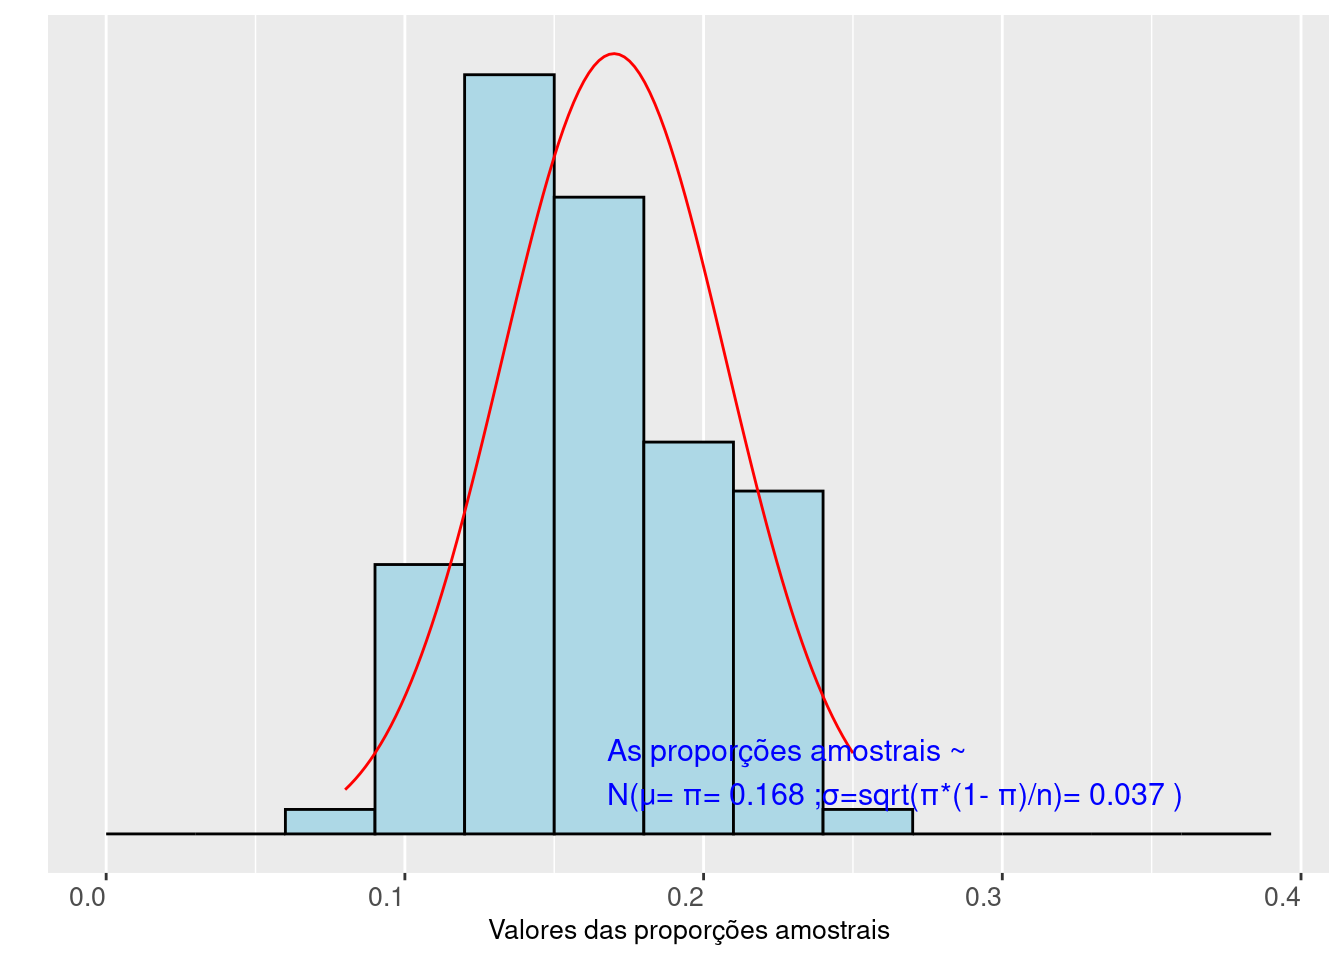 As proporções amostrais ~
N(μ= π= 0.168 ;σ=sqrt(π*(1- π)/n)= 0.037 )
0.0 0.1 0.2 0.3 0.4
Valores das proporções amostrais